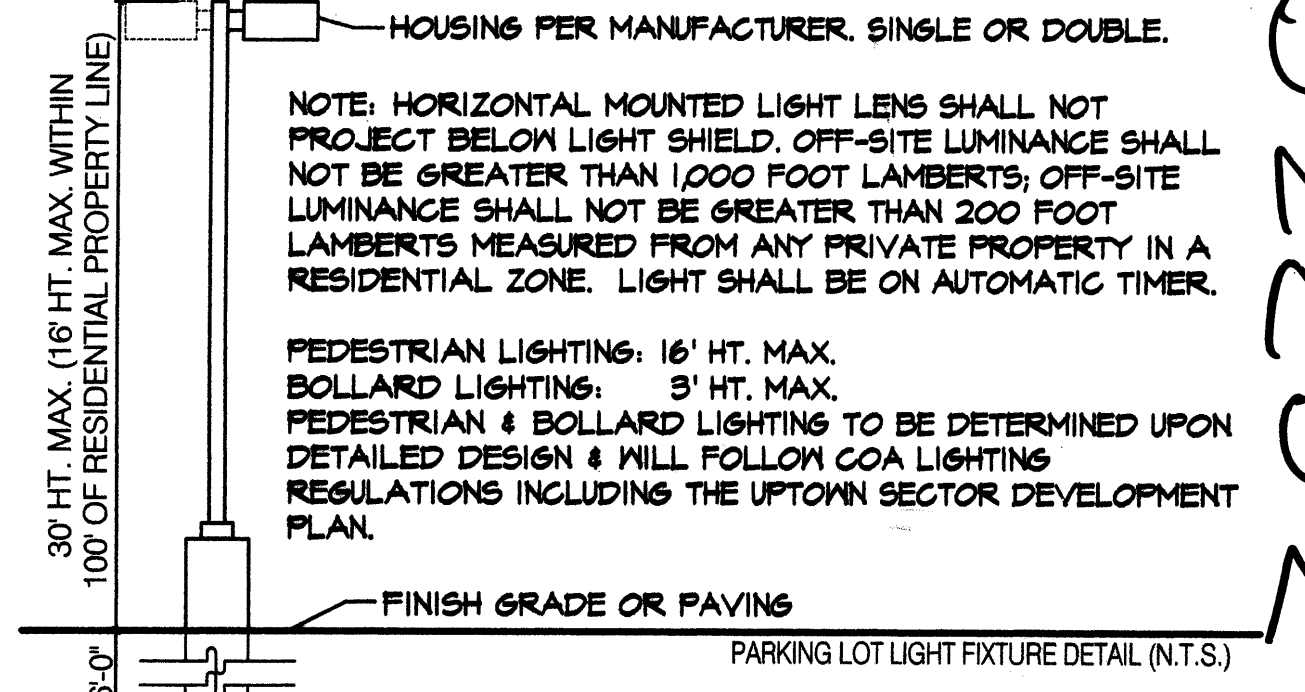 HOUSING PER MANUFACTURER. SINGLE OR DOUBLE.
30' HT. MAX. (16' HT. MAX. WITHIN
100' OF RESIDENTIAL PROPERTY LINE)
NOTE: HORIZONTAL MOUNTED LIGHT LENS SHALL NOT
PROJECT BELOW LIGHT SHIELD. OFF-SITE LUMINANCE SHALL
NOT BE GREATER THAN 1,000 FOOT LAMBERTS; OFF-SITE
LUMINANCE SHALL NOT BE GREATER THAN 200 FOOT
LAMBERTS MEASURED FROM ANY PRIVATE PROPERTY IN A
RESIDENTIAL ZONE. LIGHT SHALL BE ON AUTOMATIC TIMER.
PEDESTRIAN LIGHTING: 16' HT. MAX.
BOLLARD LIGHTING: 3' HT. MAX.
PEDESTRIAN & BOLLARD LIGHTING TO BE DETERMINED UPON
DETAILED DESIGN & WILL FOLLOW COA LIGHTING
REGULATIONS INCLUDING THE UPTOWN SECTOR DEVELOPMENT
PLAN.
FINISH GRADE OR PAVING
PARKING LOT LIGHT FIXTURE DETAIL (N.T.S.)